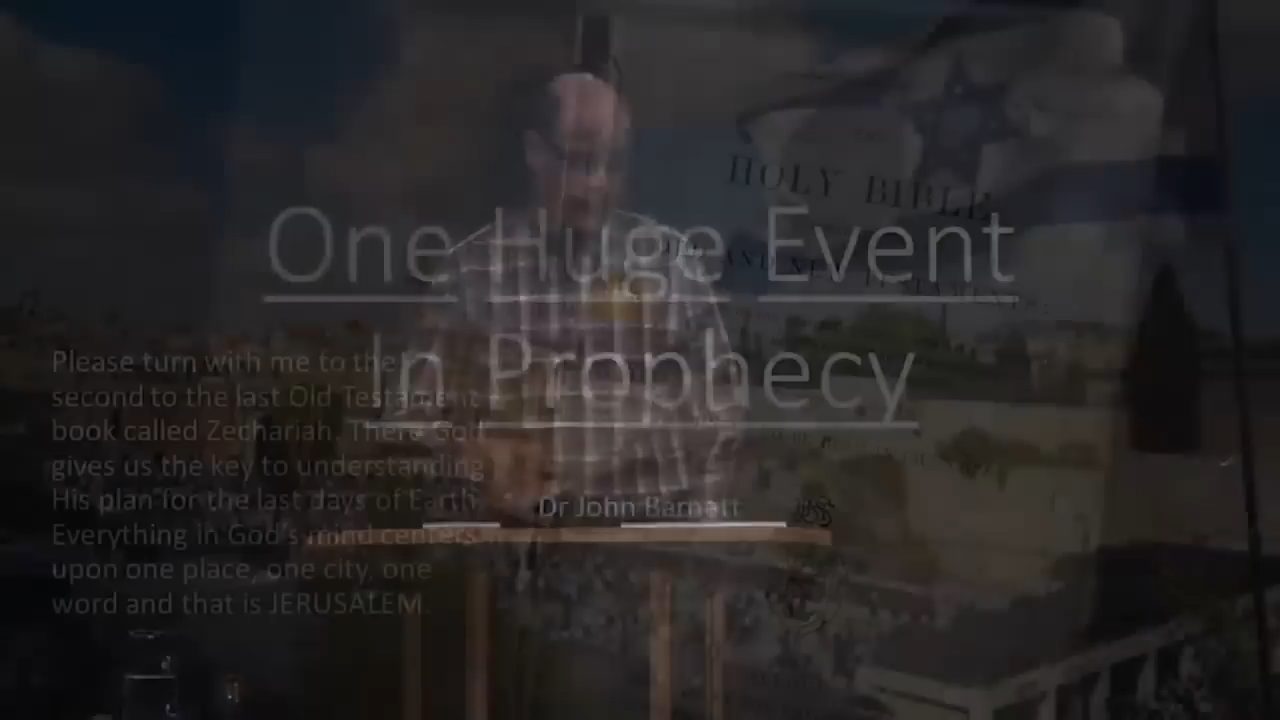 HOLY BIBLE
One Huge Event
AND NEW TESTAMENTS
In Prophecy
Please turn with me to the
second to the last Old Testament
book called Zechariah. There God
gives us the key to understanding
His plan for the last days of Earth
Everything in God's mind centers
upon one place, one city, one
word and that is JERUSALEM.
Dr John Barnett